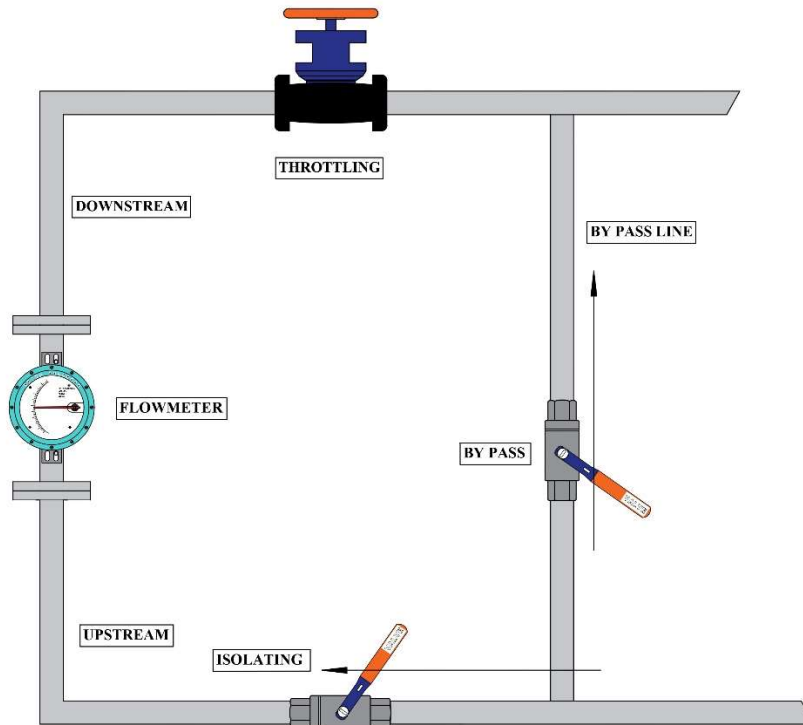 THROTTLING
DOWNSTREAM
BY PASS LINE
FLOWMETER
BY PASS
UPSTREAM
ISOLATING